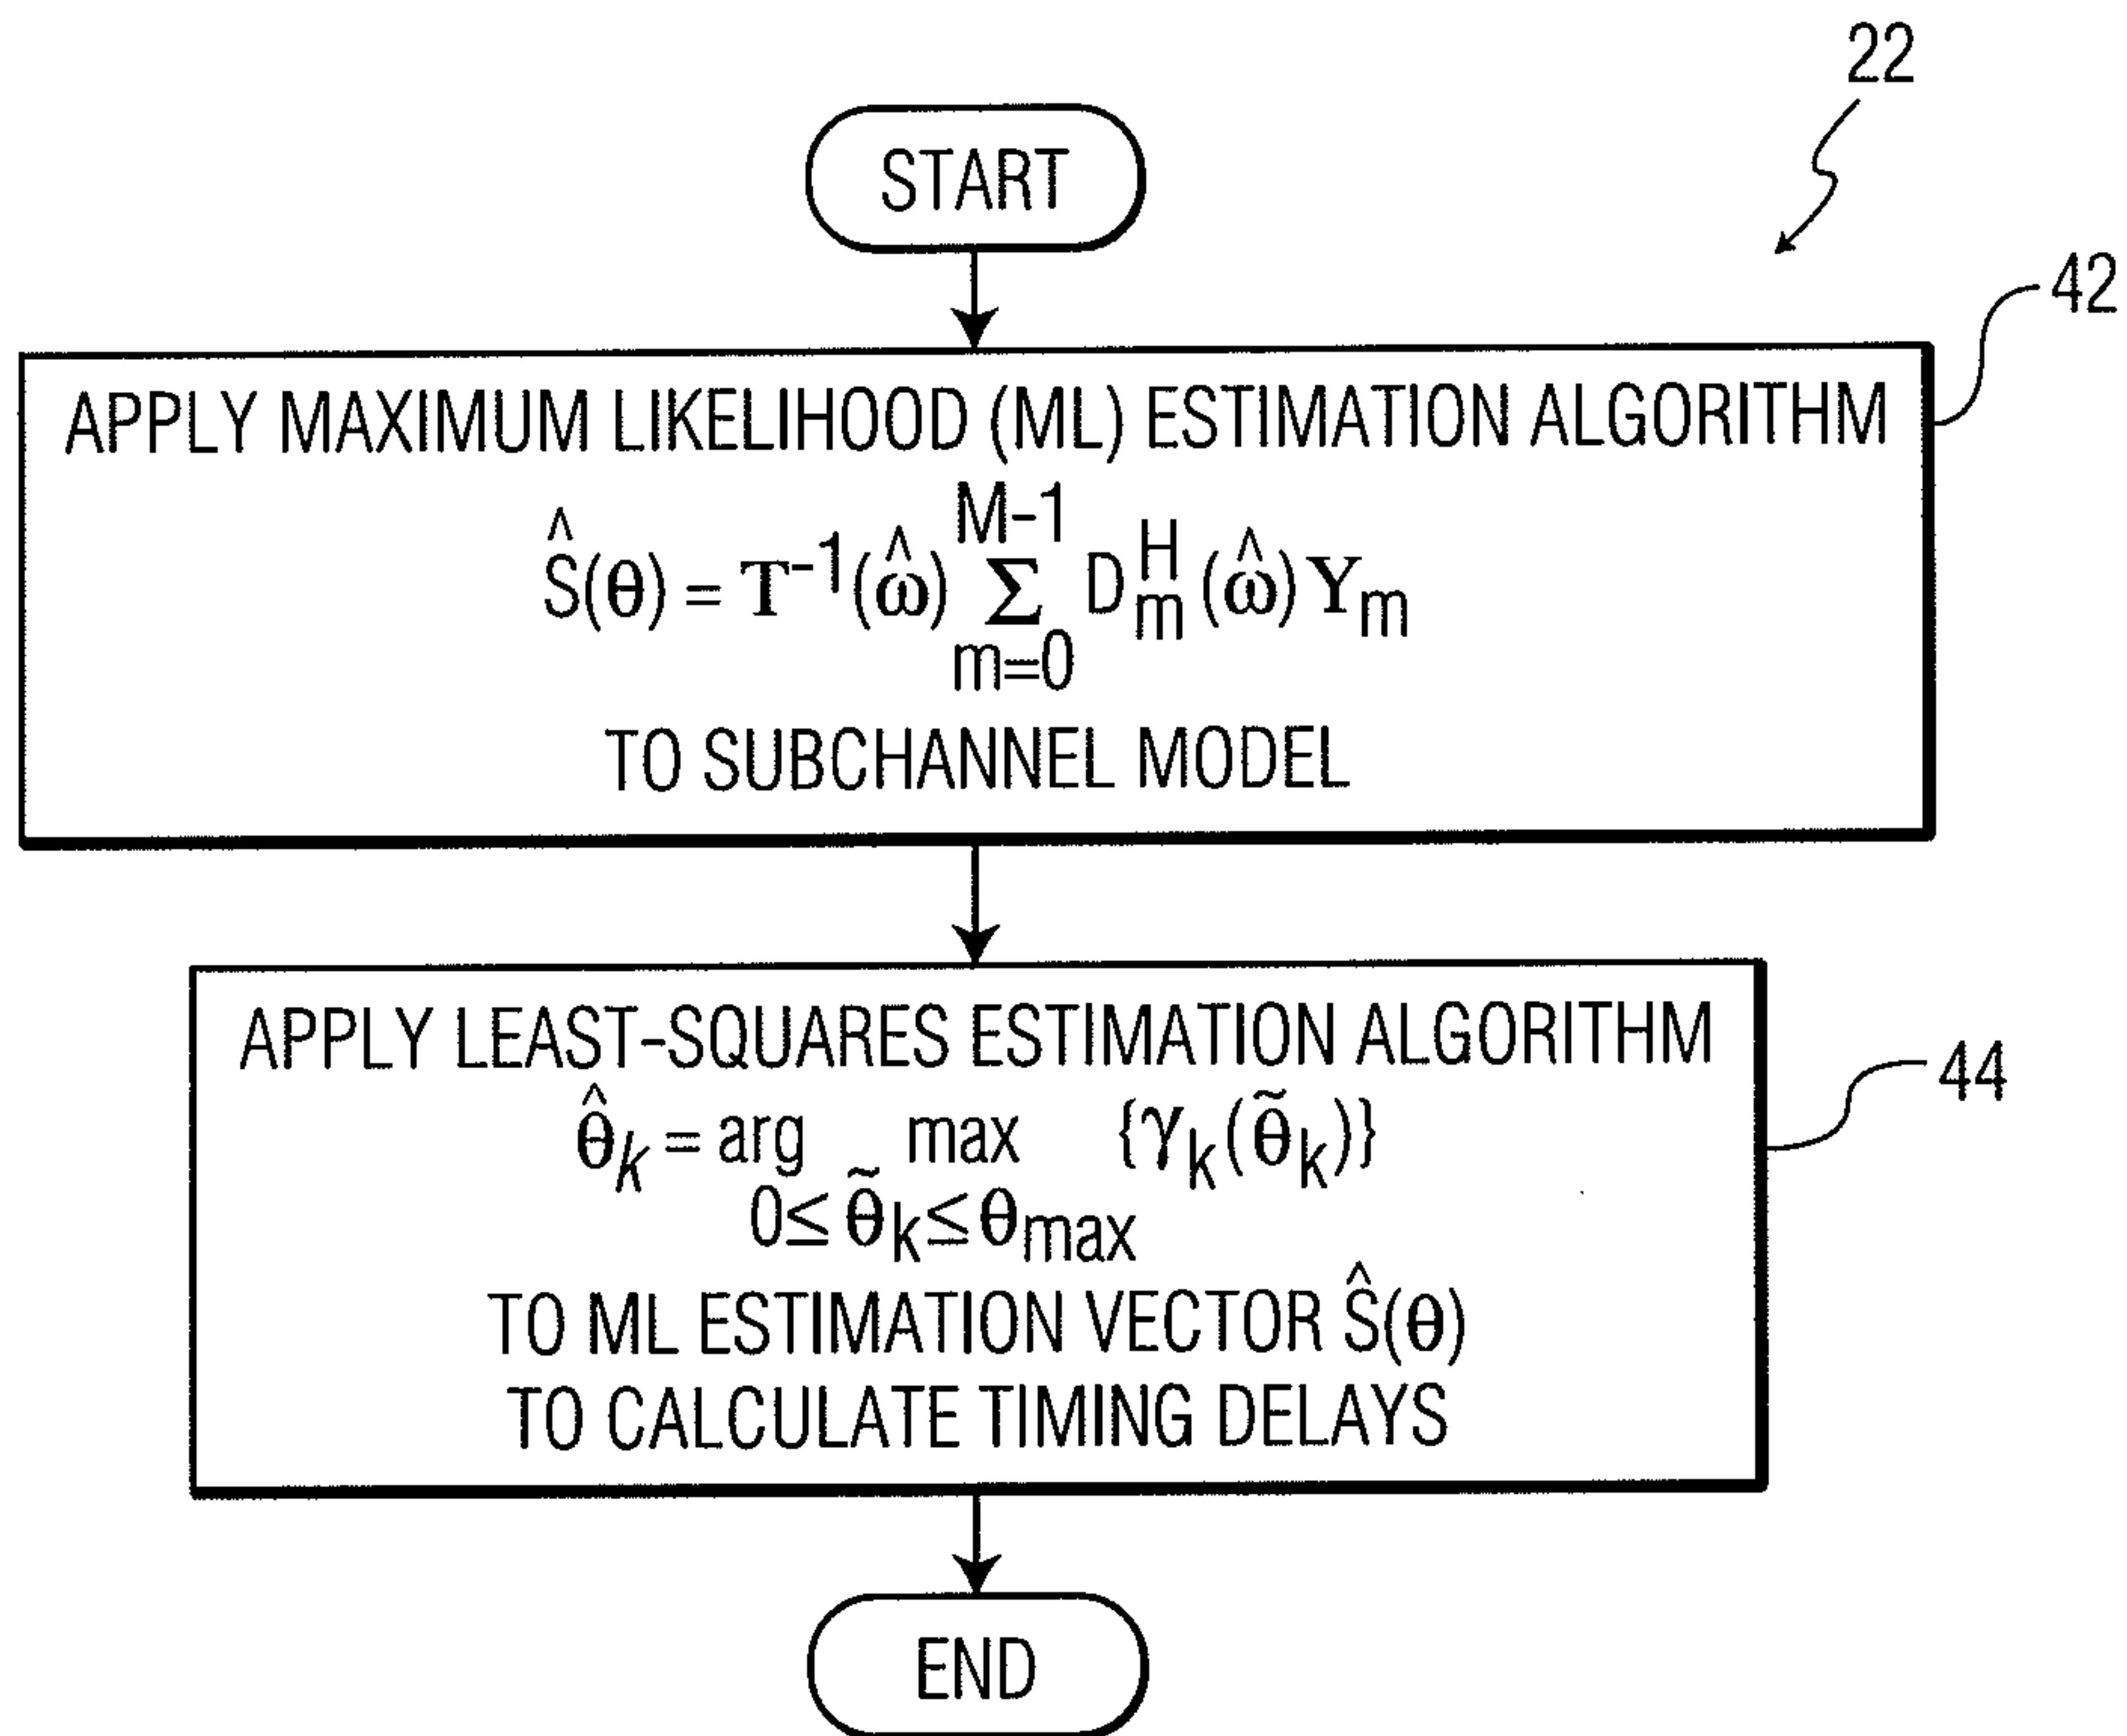 22
START
42
APPLY MAXIMUM LIKELIHOOD (ML) ESTIMATION ALGORITHM
Ŝ(θ) = T⁻¹(ω̂) Σ_{m=0}^{M-1} D_m^H (ω̂) Y_m
TO SUBCHANNEL MODEL
APPLY LEAST-SQUARES ESTIMATION ALGORITHM
44
θ̂_k = arg max {γ_k(θ̃_k)}
0≤ θ̃_k ≤ θ_max
TO ML ESTIMATION VECTOR Ŝ(θ)
TO CALCULATE TIMING DELAYS
END